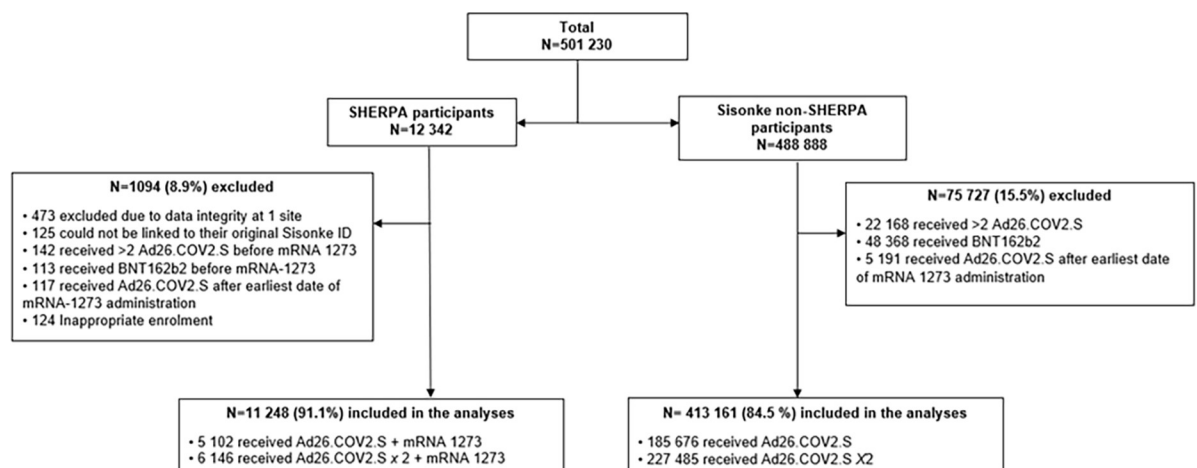 Total
N=501 230
SHERPA participants
N=12 342
Sisonke non-SHERPA
participants
N=488 888
N=1094 (8.9%) excluded
• 473 excluded due to data integrity at 1 site
• 125 could not be linked to their original Sisonke ID
• 142 received >2 Ad26.COV2.S before mRNA 1273
• 113 received BNT162b2 before mRNA-1273
• 117 received Ad26.COV2.S after earliest date of
mRNA-1273 administration
• 124 Inappropriate enrolment
N=75 727 (15.5%) excluded
• 22 168 received >2 Ad26.COV2.S
• 48 368 received BNT162b2
• 5 191 received Ad26.COV2.S after earliest date
of mRNA 1273 administration
N=11 248 (91.1%) included in the analyses
• 5 102 received Ad26.COV2.S + mRNA 1273
• 6 146 received Ad26.COV2.S x 2 + mRNA 1273
N= 413 161 (84.5 %) included in the analyses
• 185 676 received Ad26.COV2.S
• 227 485 received Ad26.COV2.S X2